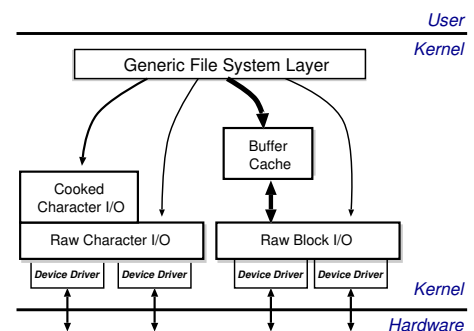 User
Kernel
Generic File System Layer
Buffer
Cache
Cooked
Character I/O
Raw Character I/O
Raw Block I/O
Device Driver
Device Driver
Device Driver
Device Driver
Kernel
Hardware